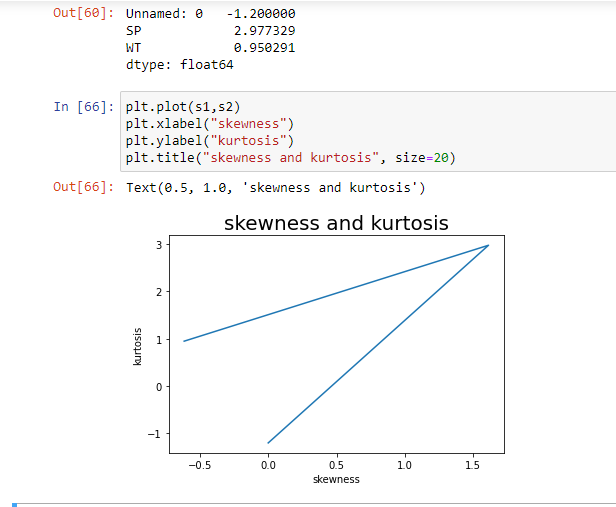 Out[60]: Unnamed: 0 -1.200000
SP 2.977329
WT 0.950291
dtype: float64
In [66]: plt.plot(s1,s2)
plt.xlabel("skewness")
plt.ylabel("kurtosis")
plt.title("skewness and kurtosis", size=20)
Out[66]: Text(0.5, 1.0, 'skewness and kurtosis')
skewness and kurtosis
3
2
1
0
−1
kurtosis
−0.5 0.0 0.5 1.0 1.5
skewness